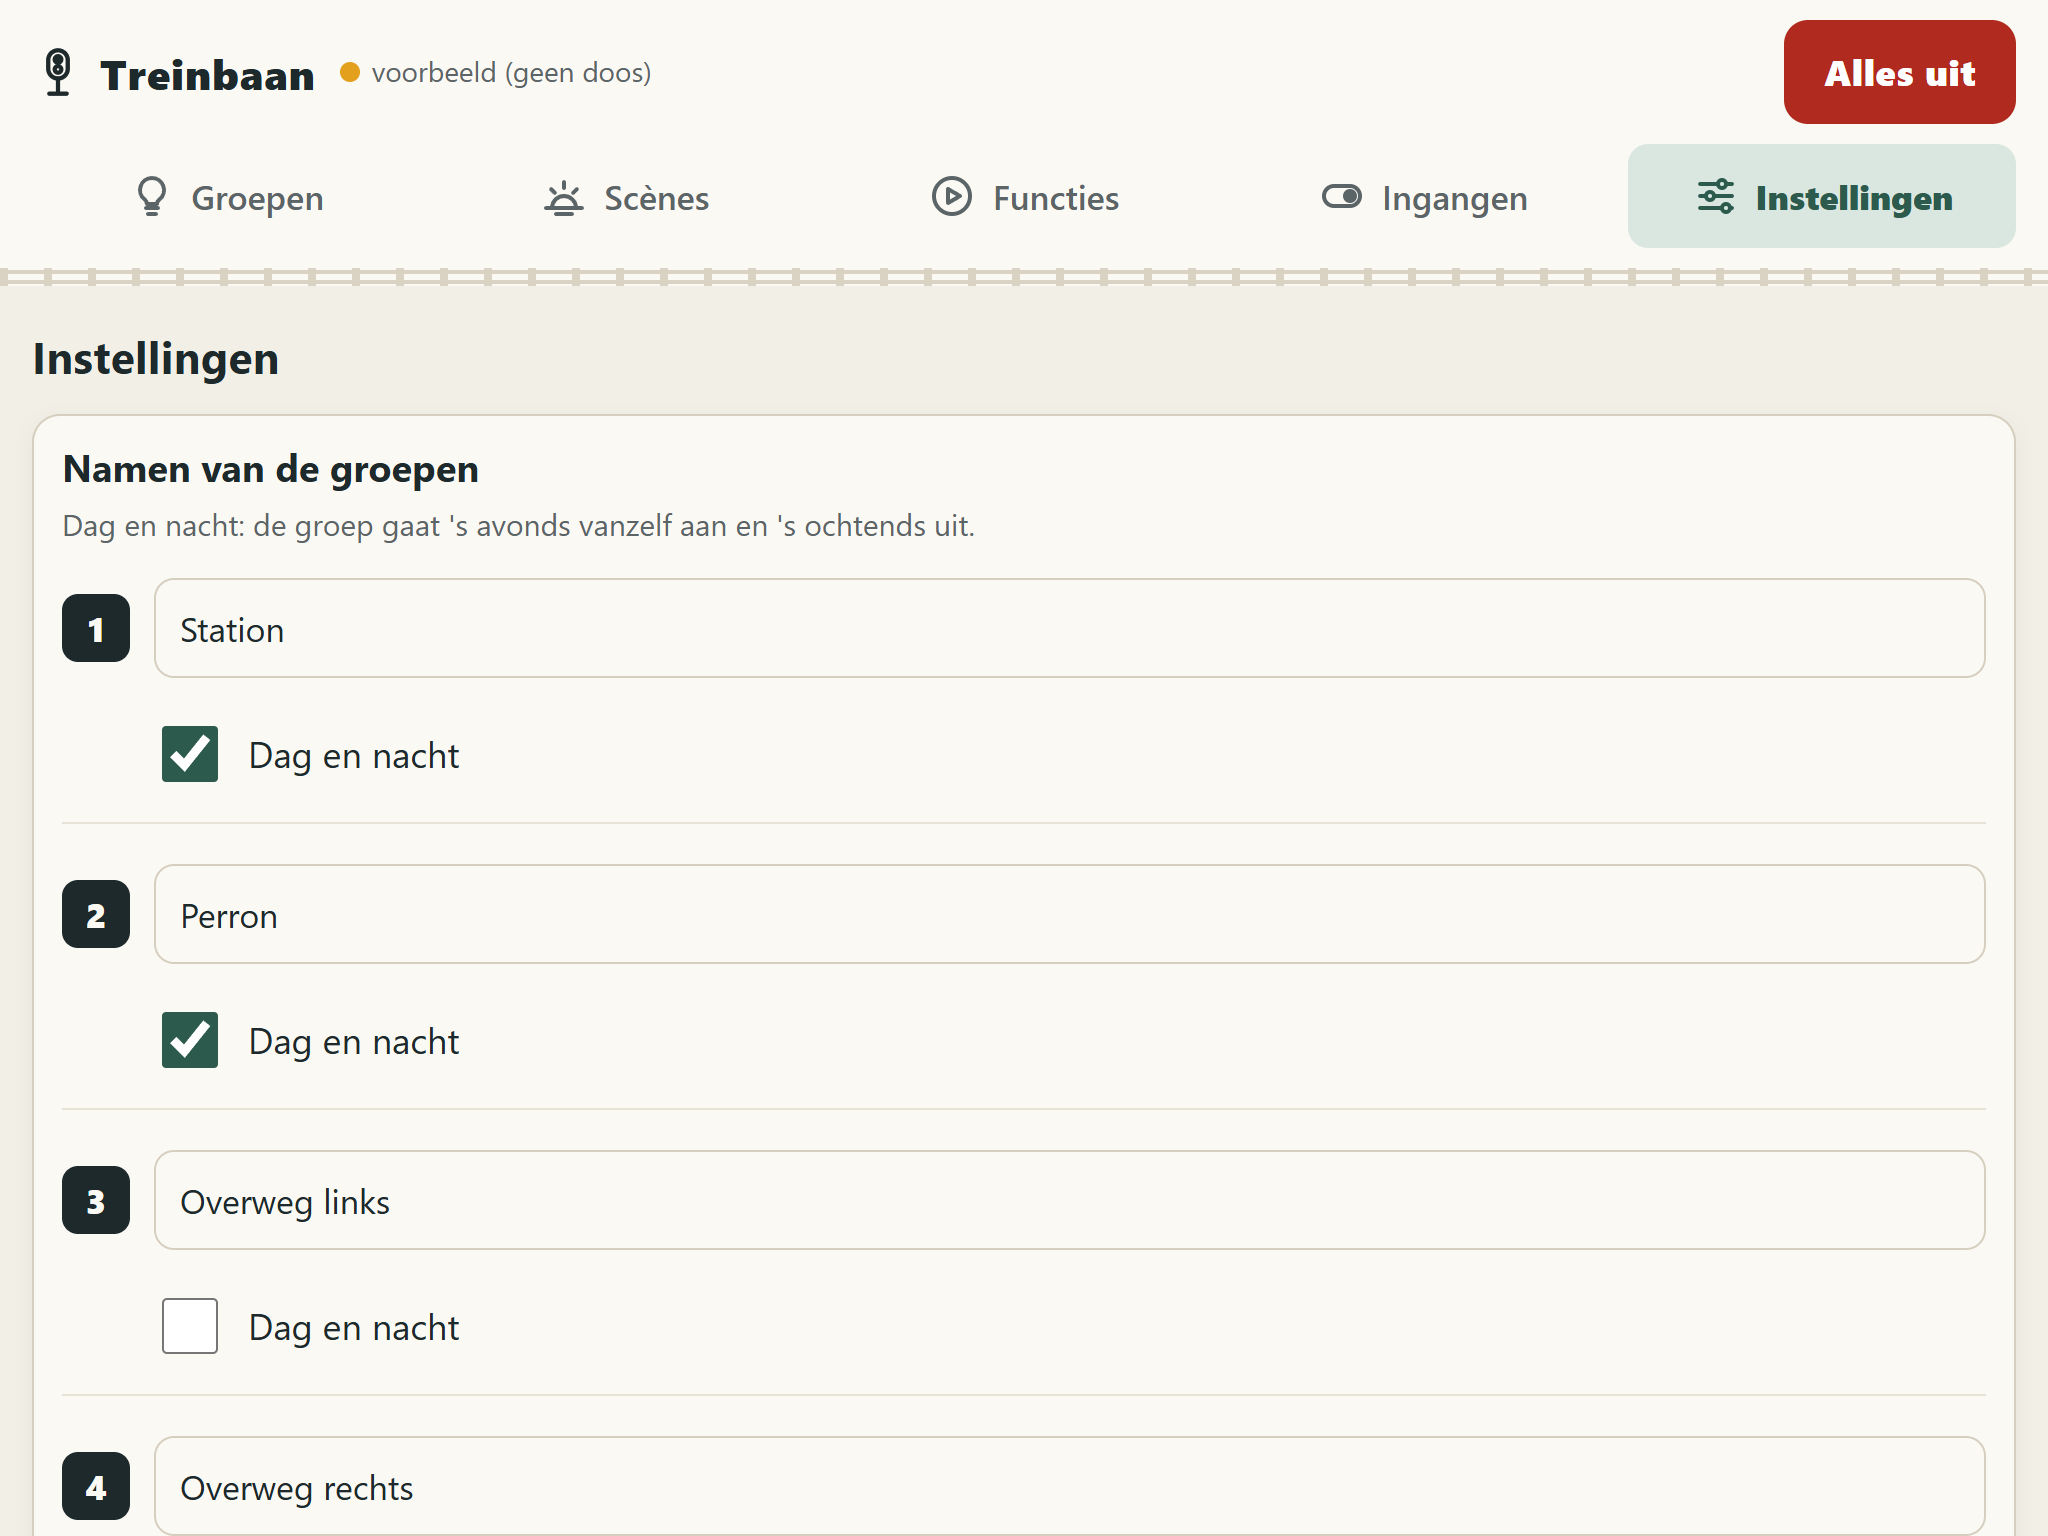 Treinbaan
voorbeeld (geen doos)
Alles uit
Groepen
Scènes
Functies
Ingangen
Instellingen
Instellingen
Namen van de groepen
Dag en nacht: de groep gaat 's avonds vanzelf aan en 's ochtends uit.
1
Station
Dag en nacht
2
Perron
Dag en nacht
3
Overweg links
Dag en nacht
4
Overweg rechts